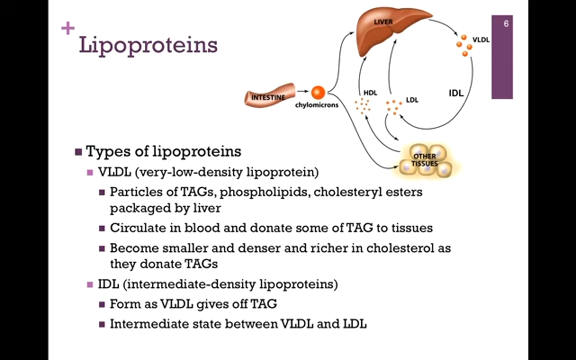 6
+
Lipoproteins
LIVER
VLDL
INTESTINE
chylomicrons
HDL
LDL
IDL
OTHER
TISSUES
Types of lipoproteins
VLDL (very-low-density lipoprotein)
Particles of TAGs, phospholipids, cholesteryl esters
packaged by liver
Circulate in blood and donate some of TAG to tissues
Become smaller and denser and richer in cholesterol as
they donate TAGs
IDL (intermediate-density lipoproteins)
Form as VLDL gives off TAG
Intermediate state between VLDL and LDL